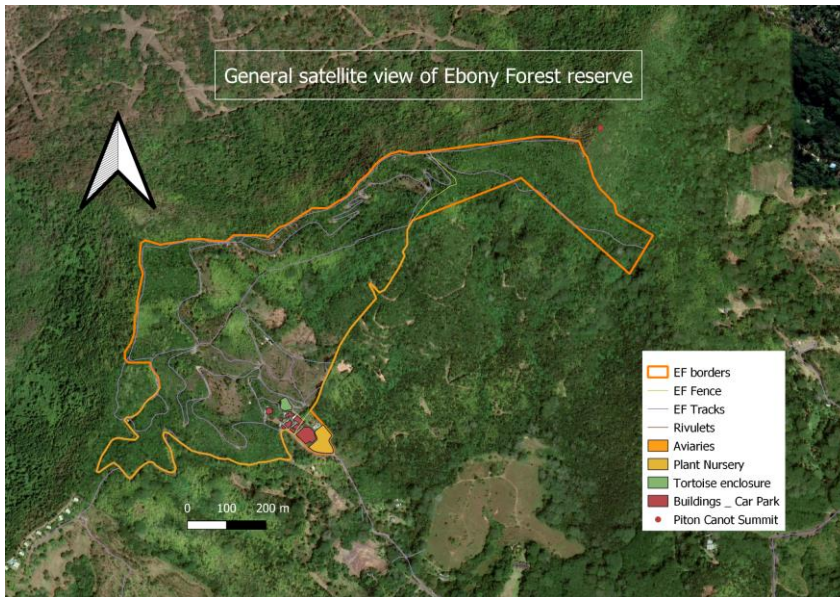 General satellite view of Ebony Forest reserve
EF borders
EF Fence
EF Tracks
Rivulets
Aviaries
Plant Nursery
Tortoise enclosure
Buildings _ Car Park
Piton Canot Summit
0 100 200 m